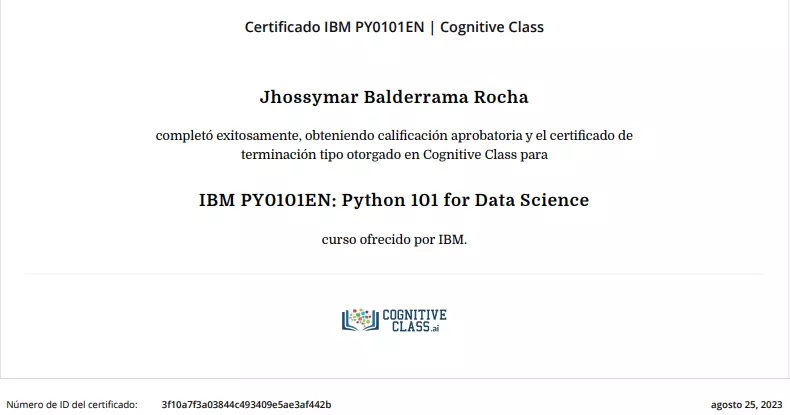 Certificado IBM PY0101EN | Cognitive Class
Jhossymar Balderrama Rocha
completó exitosamente, obteniendo calificación aprobatoria y el certificado de
terminación tipo otorgado en Cognitive Class para
IBM PY0101EN: Python 101 for Data Science
curso ofrecido por IBM.
COGNITIVE
CLASS.ai
Número de ID del certificado: 3f10a7f3a03844c493409e5ae3af442b agosto 25, 2023